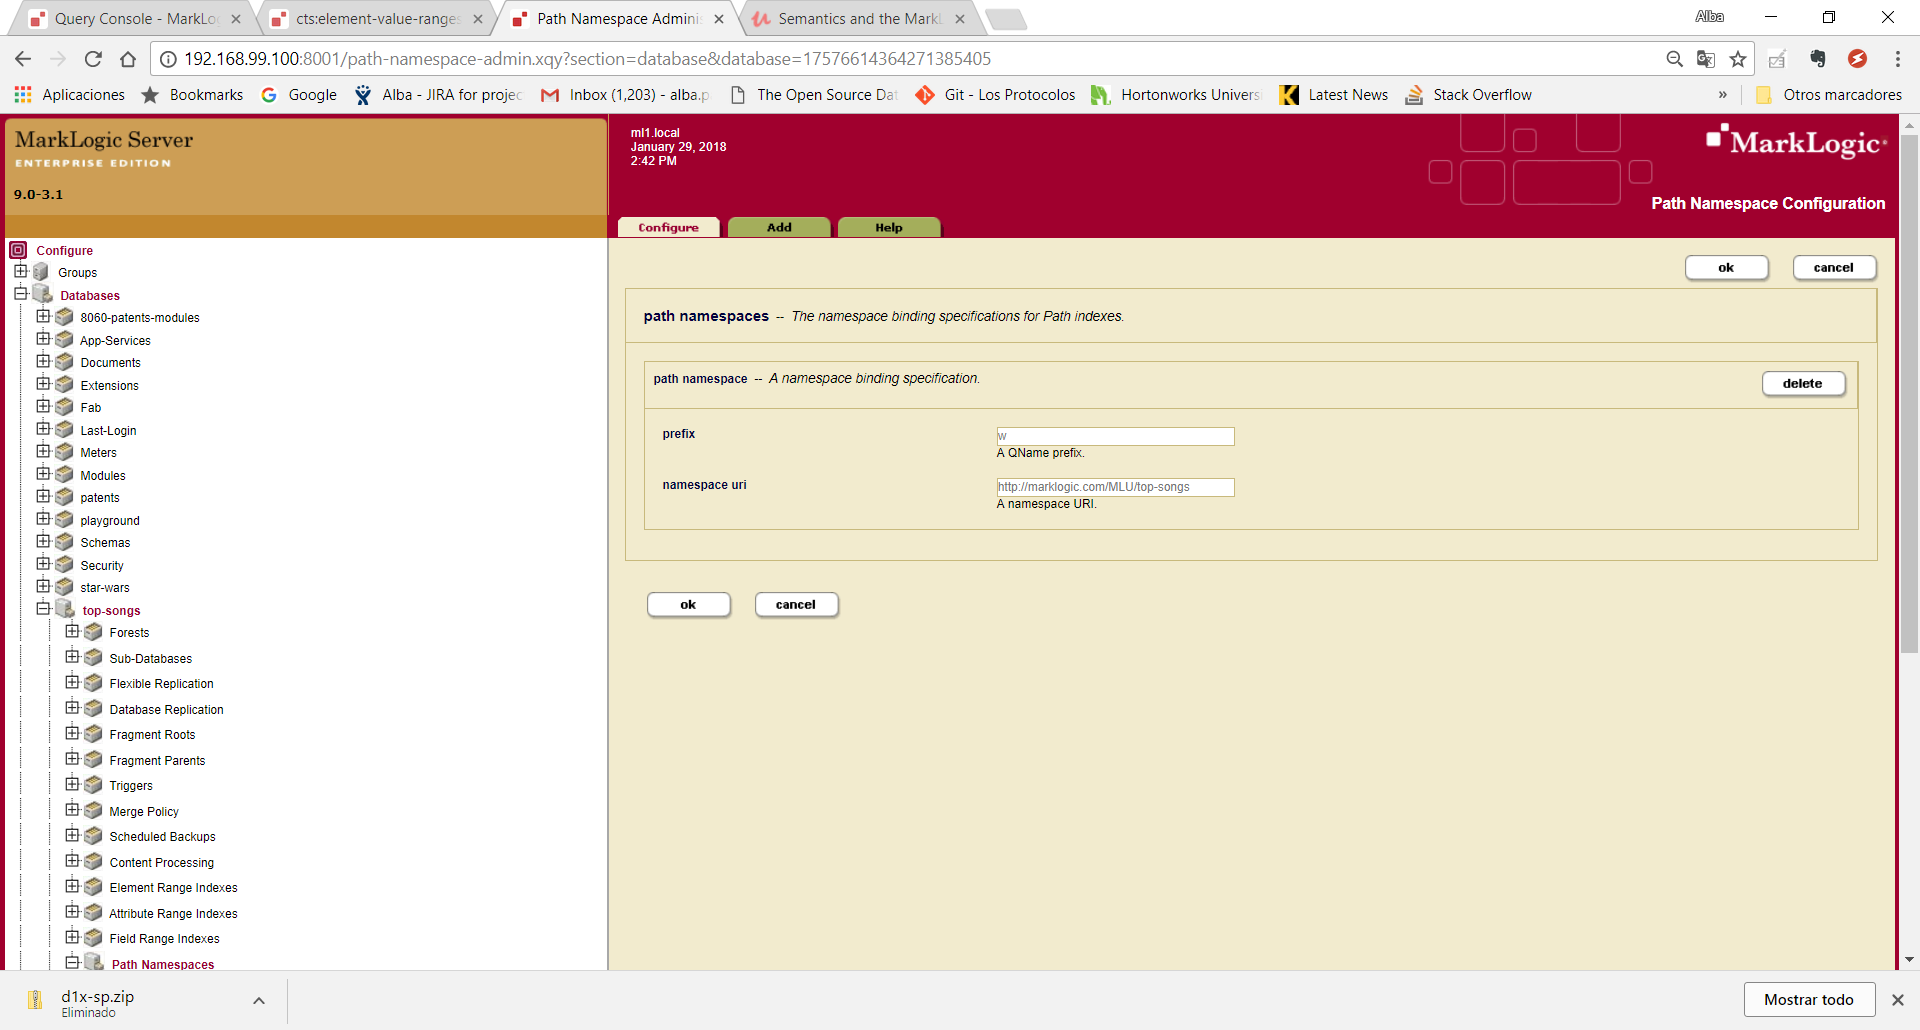 Query Console - MarkLo
cts:element-value-ranges
Path Namespace Adminis
Semantics and the MarkL
Alba
192.168.99.100:8001/path-namespace-admin.xqy?section=database&database=17576614364271385405
Aplicaciones
Bookmarks
Google
Alba - JIRA for projec
Inbox (1,203) - alba.p
The Open Source Dat
Git - Los Protocolos
Hortonworks Univers
Latest News
Stack Overflow
»
Otros marcadores
MarkLogic Server
ENTERPRISE EDITION
9.0-3.1
ml1.local
January 29, 2018
2:42 PM
MarkLogic
Path Namespace Configuration
Configure
Add
Help
Configure
Groups
Databases
8060-patents-modules
App-Services
Documents
Extensions
Fab
Last-Login
Meters
Modules
patents
playground
Schemas
Security
star-wars
top-songs
Forests
Sub-Databases
Flexible Replication
Database Replication
Fragment Roots
Fragment Parents
Triggers
Merge Policy
Scheduled Backups
Content Processing
Element Range Indexes
Attribute Range Indexes
Field Range Indexes
Path Namespaces
ok
cancel
path namespaces -- The namespace binding specifications for Path indexes.
path namespace -- A namespace binding specification.
delete
prefix
w
A QName prefix.
namespace uri
http://marklogic.com/MLU/top-songs
A namespace URI.
ok
cancel
d1x-sp.zip
Eliminado
Mostrar todo